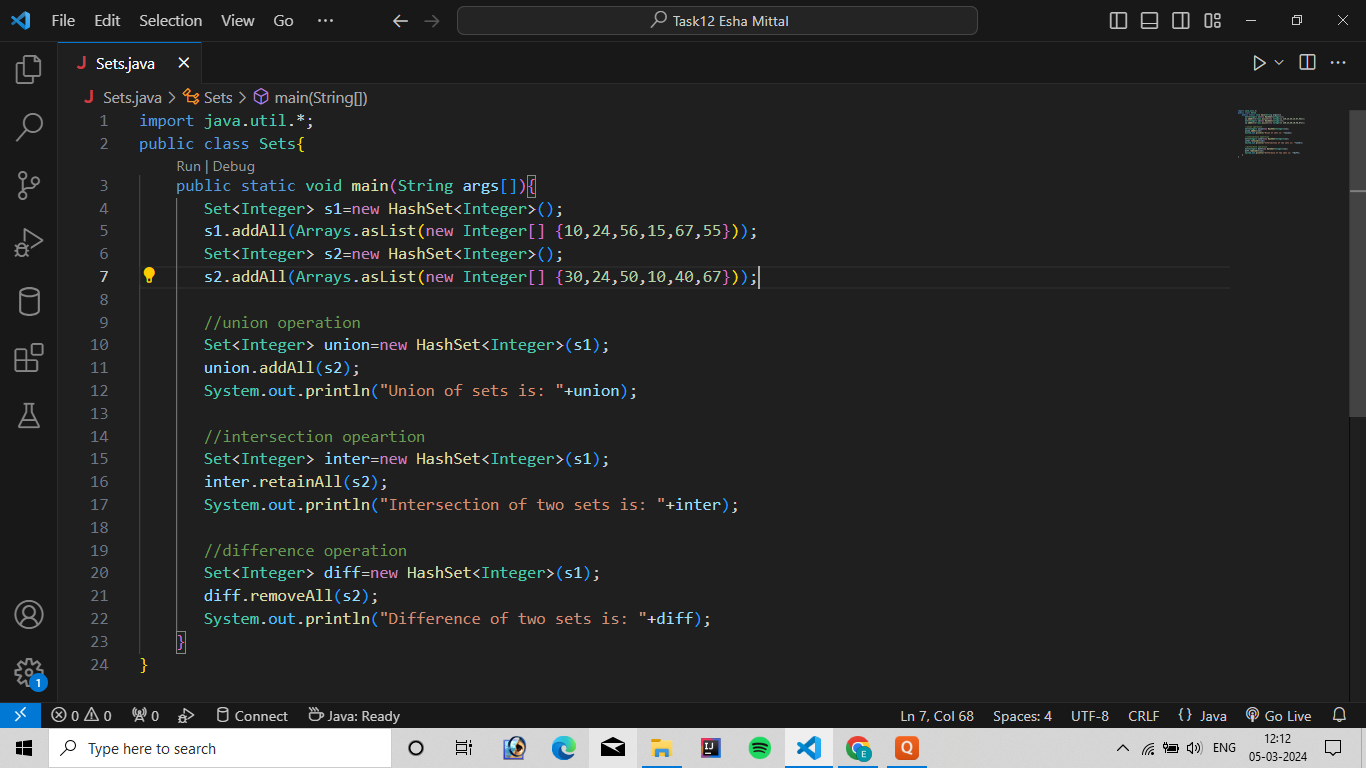 File Edit Selection View Go ··· Task12 Esha Mittal
J Sets.java
J Sets.java > Sets > main(String[])
1 import java.util.*;
2 public class Sets{
Run | Debug
3 public static void main(String args[]){
4 Set<Integer> s1=new HashSet<Integer>();
5 s1.addAll(Arrays.asList(new Integer[] {10,24,56,15,67,55}));
6 Set<Integer> s2=new HashSet<Integer>();
7 s2.addAll(Arrays.asList(new Integer[] {30,24,50,10,40,67}));
8
9 //union operation
10 Set<Integer> union=new HashSet<Integer>(s1);
11 union.addAll(s2);
12 System.out.println("Union of sets is: "+union);
13
14 //intersection opeartion
15 Set<Integer> inter=new HashSet<Integer>(s1);
16 inter.retainAll(s2);
17 System.out.println("Intersection of two sets is: "+inter);
18
19 //difference operation
20 Set<Integer> diff=new HashSet<Integer>(s1);
21 diff.removeAll(s2);
22 System.out.println("Difference of two sets is: "+diff);
23 }
24 }
1
0 0 0 Connect Java: Ready Ln 7, Col 68 Spaces: 4 UTF-8 CRLF {} Java Go Live
Type here to search ENG 12:12
05-03-2024